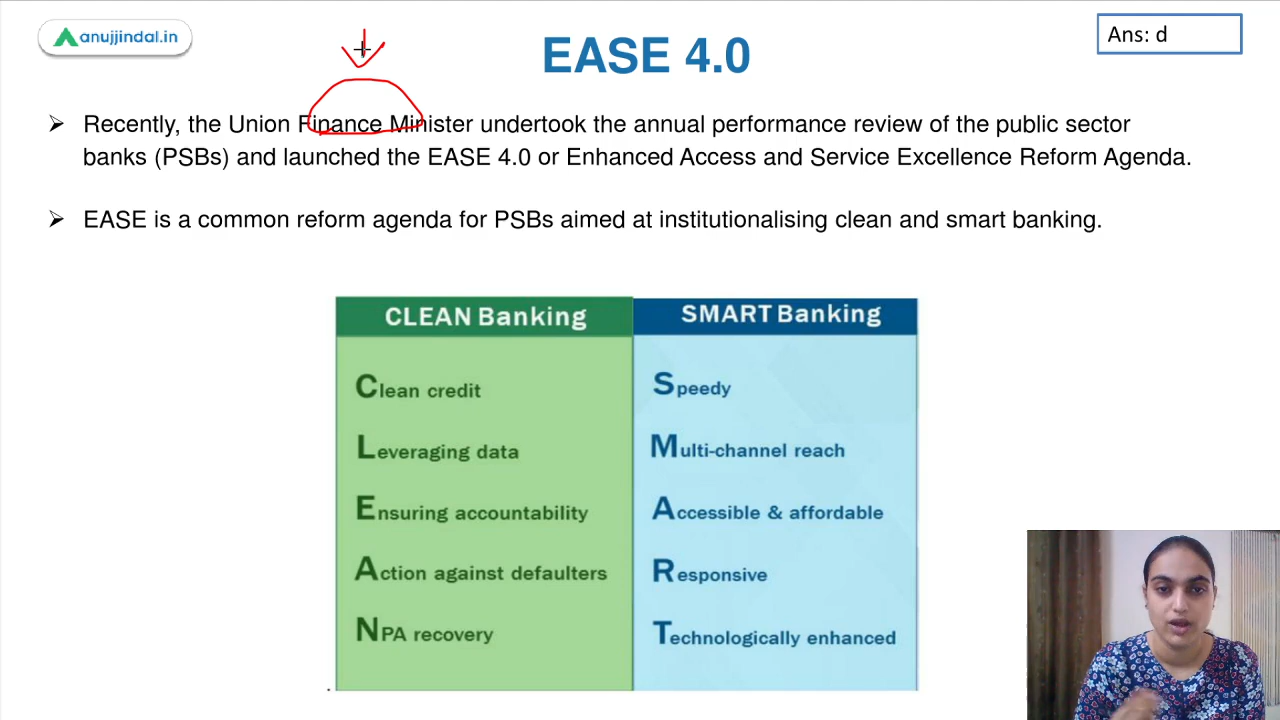 anujjindal.in
EASE 4.0
Ans: d
Recently, the Union Finance Minister undertook the annual performance review of the public sector
banks (PSBs) and launched the EASE 4.0 or Enhanced Access and Service Excellence Reform Agenda.
EASE is a common reform agenda for PSBs aimed at institutionalising clean and smart banking.
CLEAN Banking
Clean credit
Leveraging data
Ensuring accountability
Action against defaulters
NPA recovery
SMART Banking
Speedy
Multi-channel reach
Accessible & affordable
Responsive
Technologically enhanced